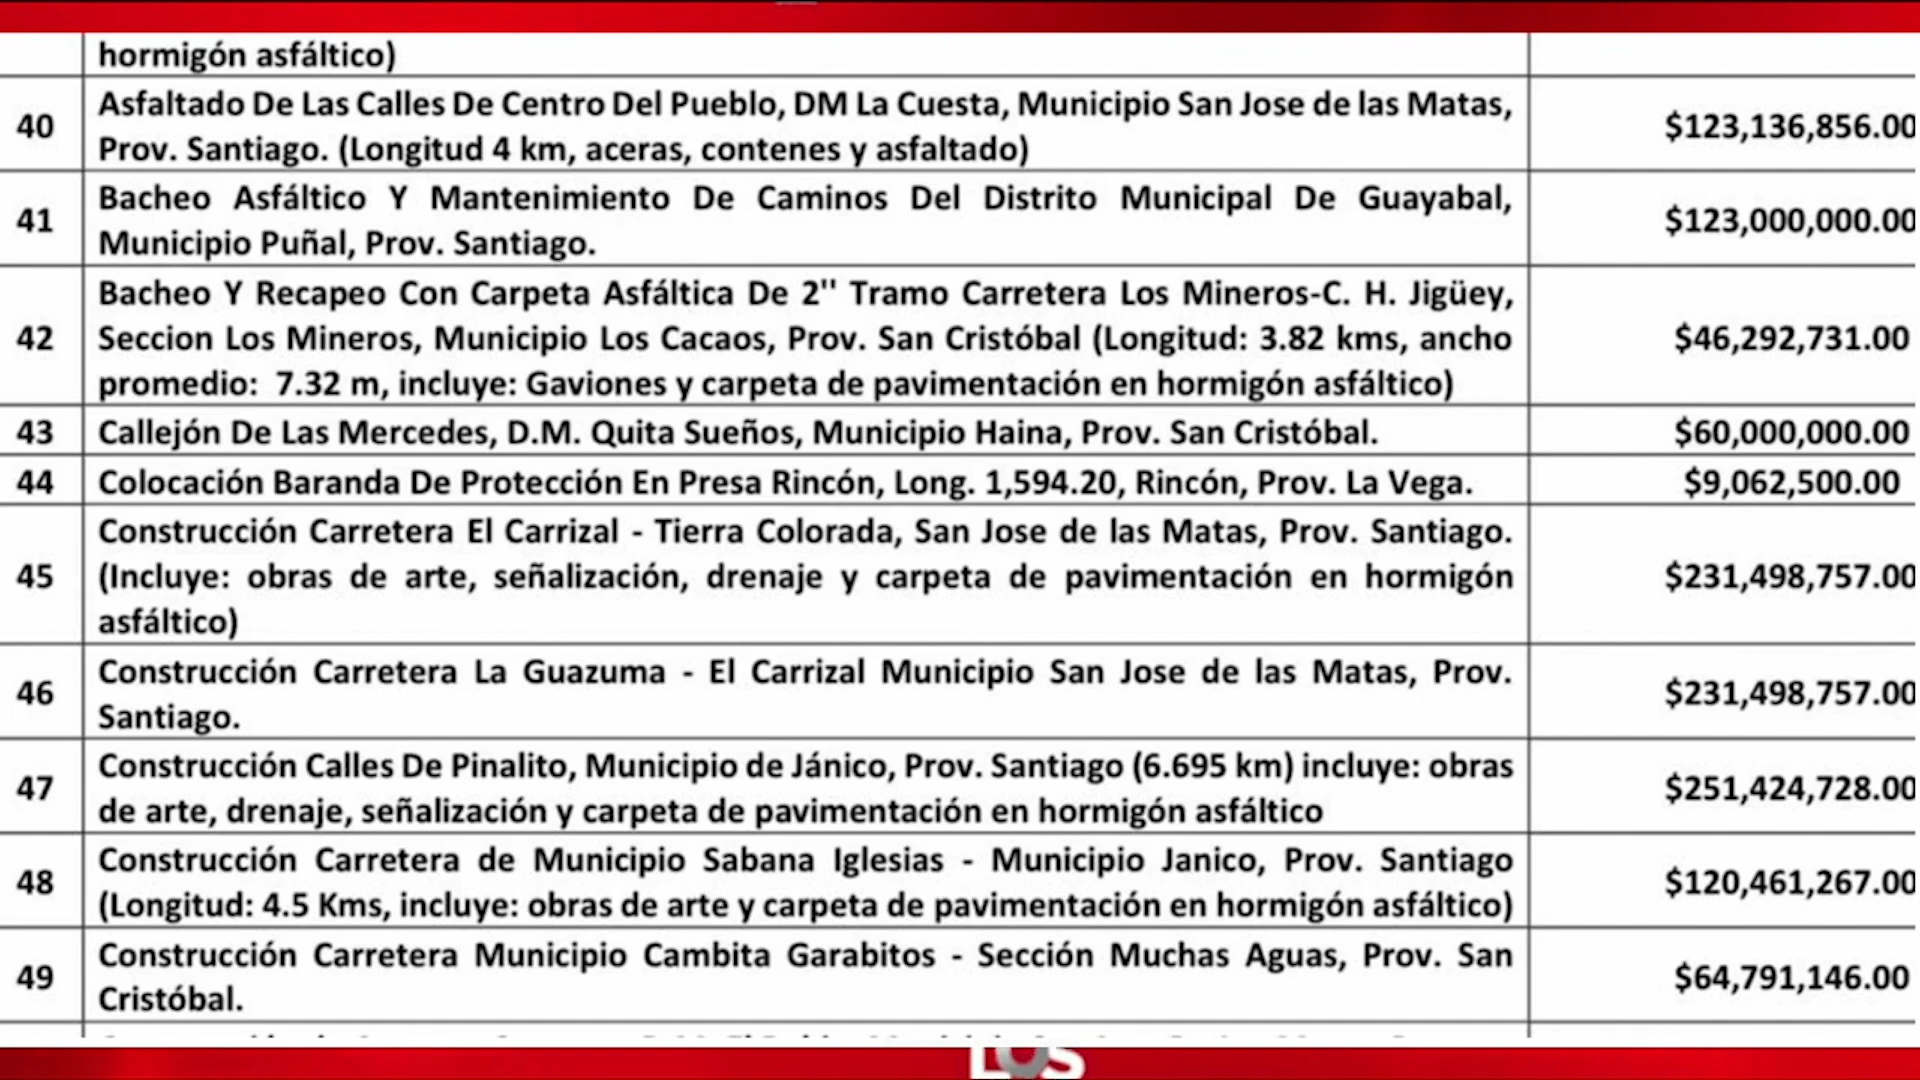 hormigón asfáltico)
40
Asfaltado De Las Calles De Centro Del Pueblo, DM La Cuesta, Municipio San Jose de las Matas,
Prov. Santiago. (Longitud 4 km, aceras, contenes y asfaltado)
$123,136,856.00
41
Bacheo Asfáltico Y Mantenimiento De Caminos Del Distrito Municipal De Guayabal,
Municipio Puñal, Prov. Santiago.
$123,000,000.00
42
Bacheo Y Recapeo Con Carpeta Asfáltica De 2'' Tramo Carretera Los Mineros-C. H. Jigüey,
Seccion Los Mineros, Municipio Los Cacaos, Prov. San Cristóbal (Longitud: 3.82 kms, ancho
promedio: 7.32 m, incluye: Gaviones y carpeta de pavimentación en hormigón asfáltico)
$46,292,731.00
43
Callejón De Las Mercedes, D.M. Quita Sueños, Municipio Haina, Prov. San Cristóbal.
$60,000,000.00
44
Colocación Baranda De Protección En Presa Rincón, Long. 1,594.20, Rincón, Prov. La Vega.
$9,062,500.00
45
Construcción Carretera El Carrizal - Tierra Colorada, San Jose de las Matas, Prov. Santiago.
(Incluye: obras de arte, señalización, drenaje y carpeta de pavimentación en hormigón
asfáltico)
$231,498,757.00
46
Construcción Carretera La Guazuma - El Carrizal Municipio San Jose de las Matas, Prov.
Santiago.
$231,498,757.00
47
Construcción Calles De Pinalito, Municipio de Jánico, Prov. Santiago (6.695 km) incluye: obras
de arte, drenaje, señalización y carpeta de pavimentación en hormigón asfáltico
$251,424,728.00
48
Construcción Carretera de Municipio Sabana Iglesias - Municipio Janico, Prov. Santiago
(Longitud: 4.5 Kms, incluye: obras de arte y carpeta de pavimentación en hormigón asfáltico)
$120,461,267.00
49
Construcción Carretera Municipio Cambita Garabitos - Sección Muchas Aguas, Prov. San
Cristóbal.
$64,791,146.00
LOS